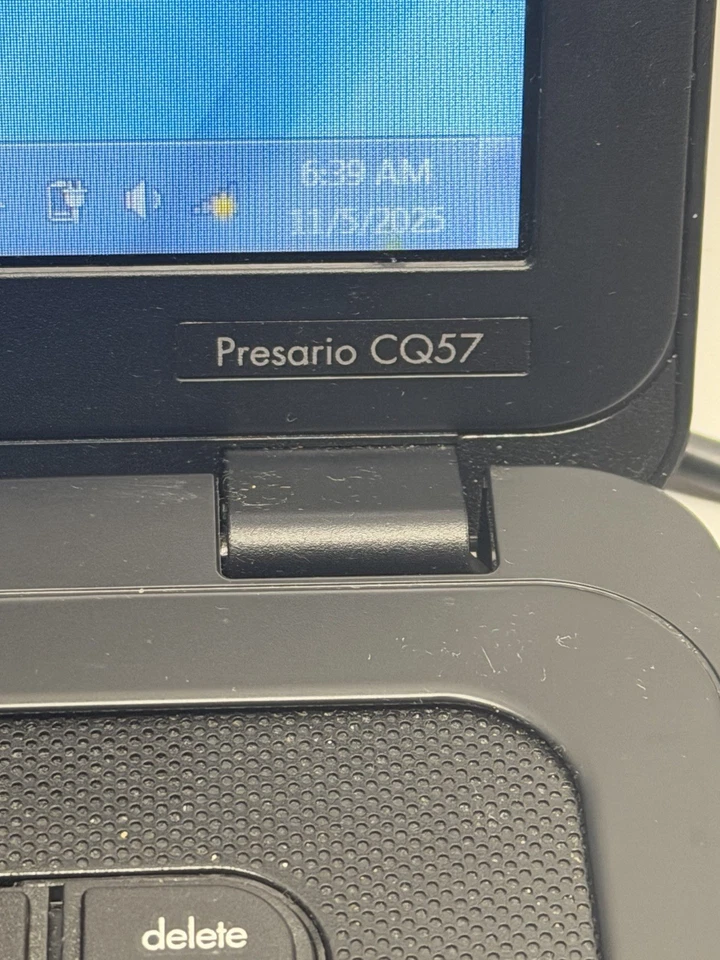 6:39 AM
11/5/2025
Presario CQ57
delete